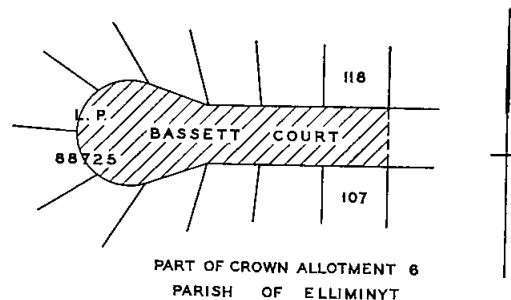 118
L. P.
BASSETT COURT
88725
107
PART OF CROWN ALLOTMENT 6
PARISH OF ELLIMINYT